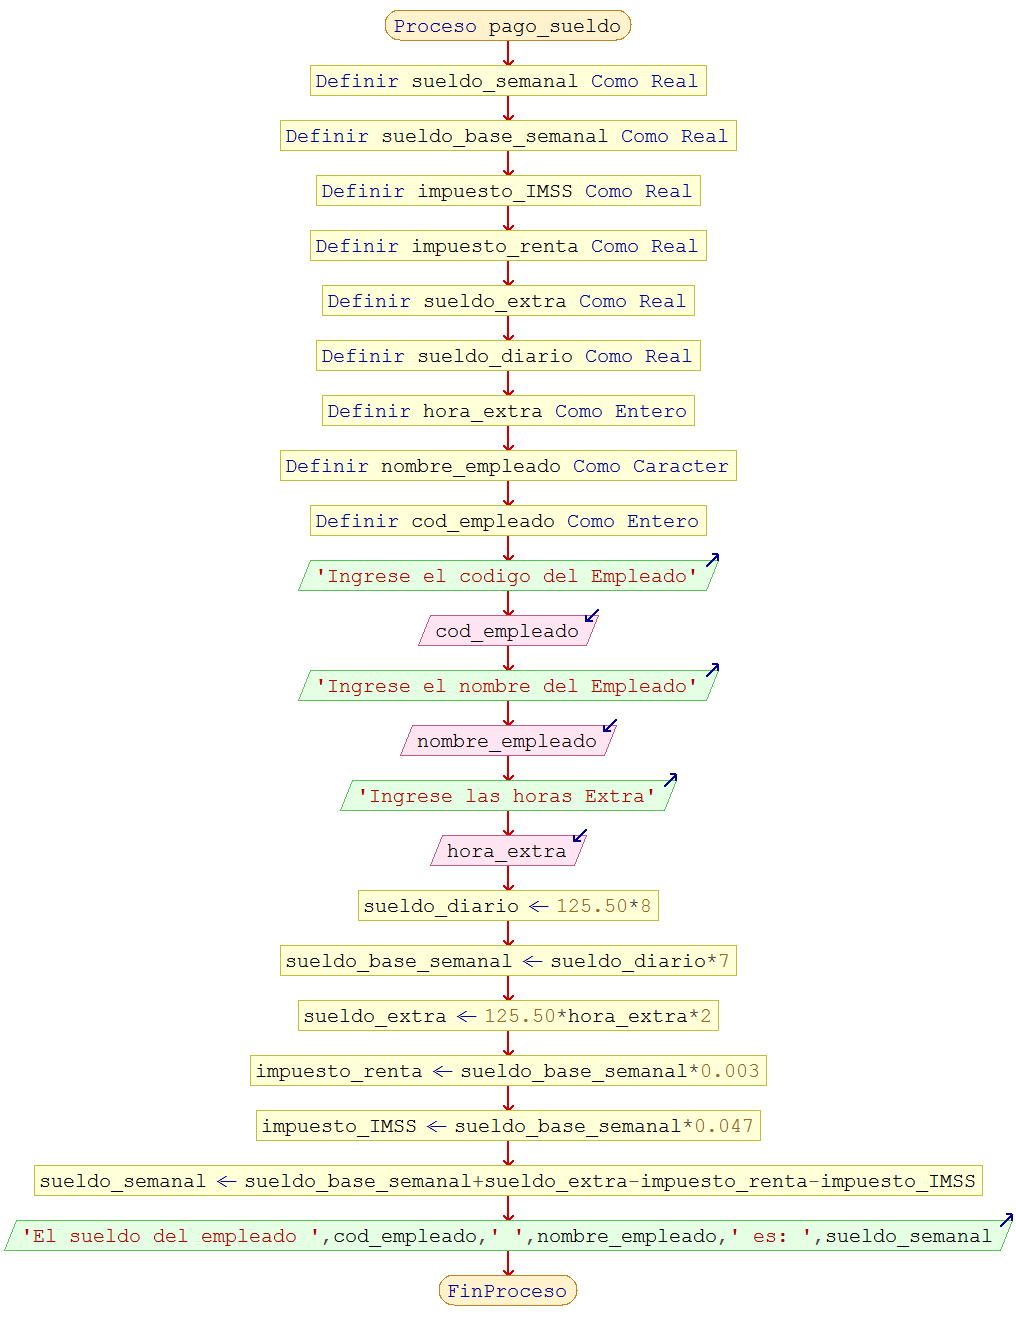 Proceso pago_sueldo
Definir sueldo_semanal Como Real
Definir sueldo_base_semanal Como Real
Definir impuesto_IMSS Como Real
Definir impuesto_renta Como Real
Definir sueldo_extra Como Real
Definir sueldo_diario Como Real
Definir hora_extra Como Entero
Definir nombre_empleado Como Caracter
Definir cod_empleado Como Entero
'Ingrese el codigo del Empleado'
cod_empleado
'Ingrese el nombre del Empleado'
nombre_empleado
'Ingrese las horas Extra'
hora_extra
sueldo_diario ← 125.50*8
sueldo_base_semanal ← sueldo_diario*7
sueldo_extra ← 125.50*hora_extra*2
impuesto_renta ← sueldo_base_semanal*0.003
impuesto_IMSS ← sueldo_base_semanal*0.047
sueldo_semanal ← sueldo_base_semanal+sueldo_extra-impuesto_renta-impuesto_IMSS
'El sueldo del empleado ',cod_empleado,' ',nombre_empleado,' es: ',sueldo_semanal
FinProceso